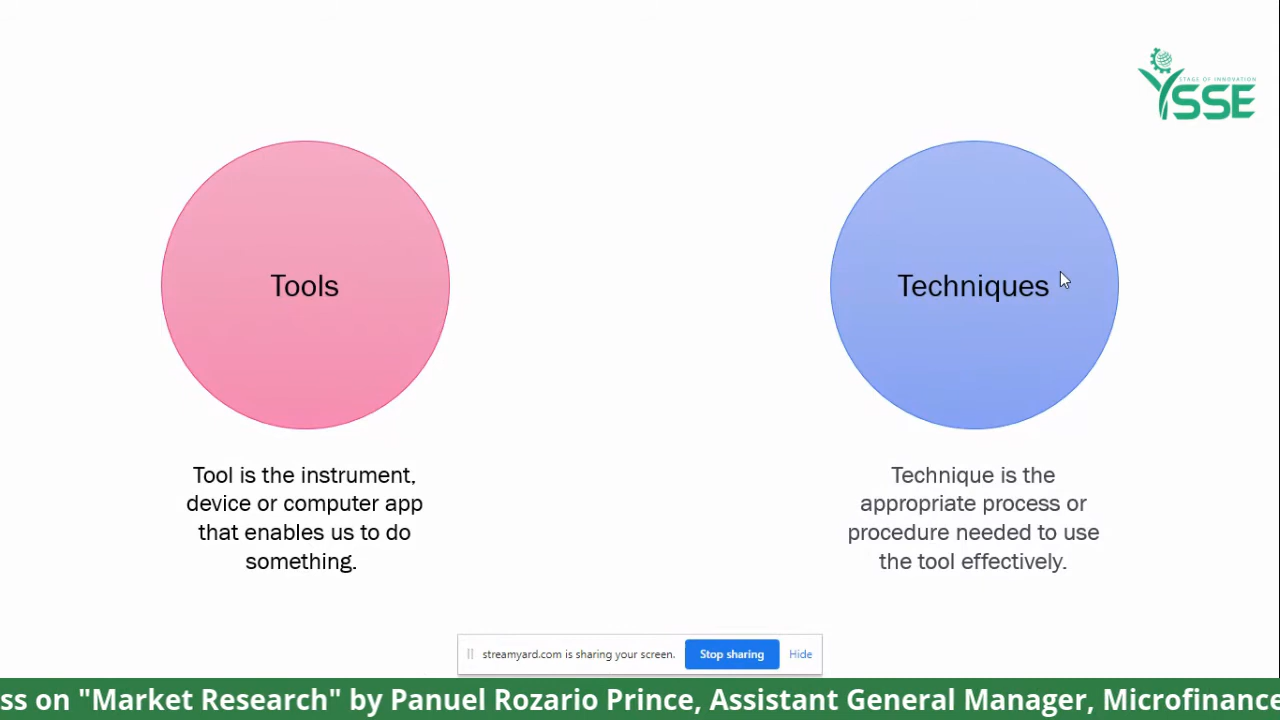 STAGE OF INNOVATION
YSSE
Tools
Techniques
Tool is the instrument,
device or computer app
that enables us to do
something.
Technique is the
appropriate process or
procedure needed to use
the tool effectively.
streamyard.com is sharing your screen.
Stop sharing
Hide
ss on "Market Research" by Panuel Rozario Prince, Assistant General Manager, Microfinance